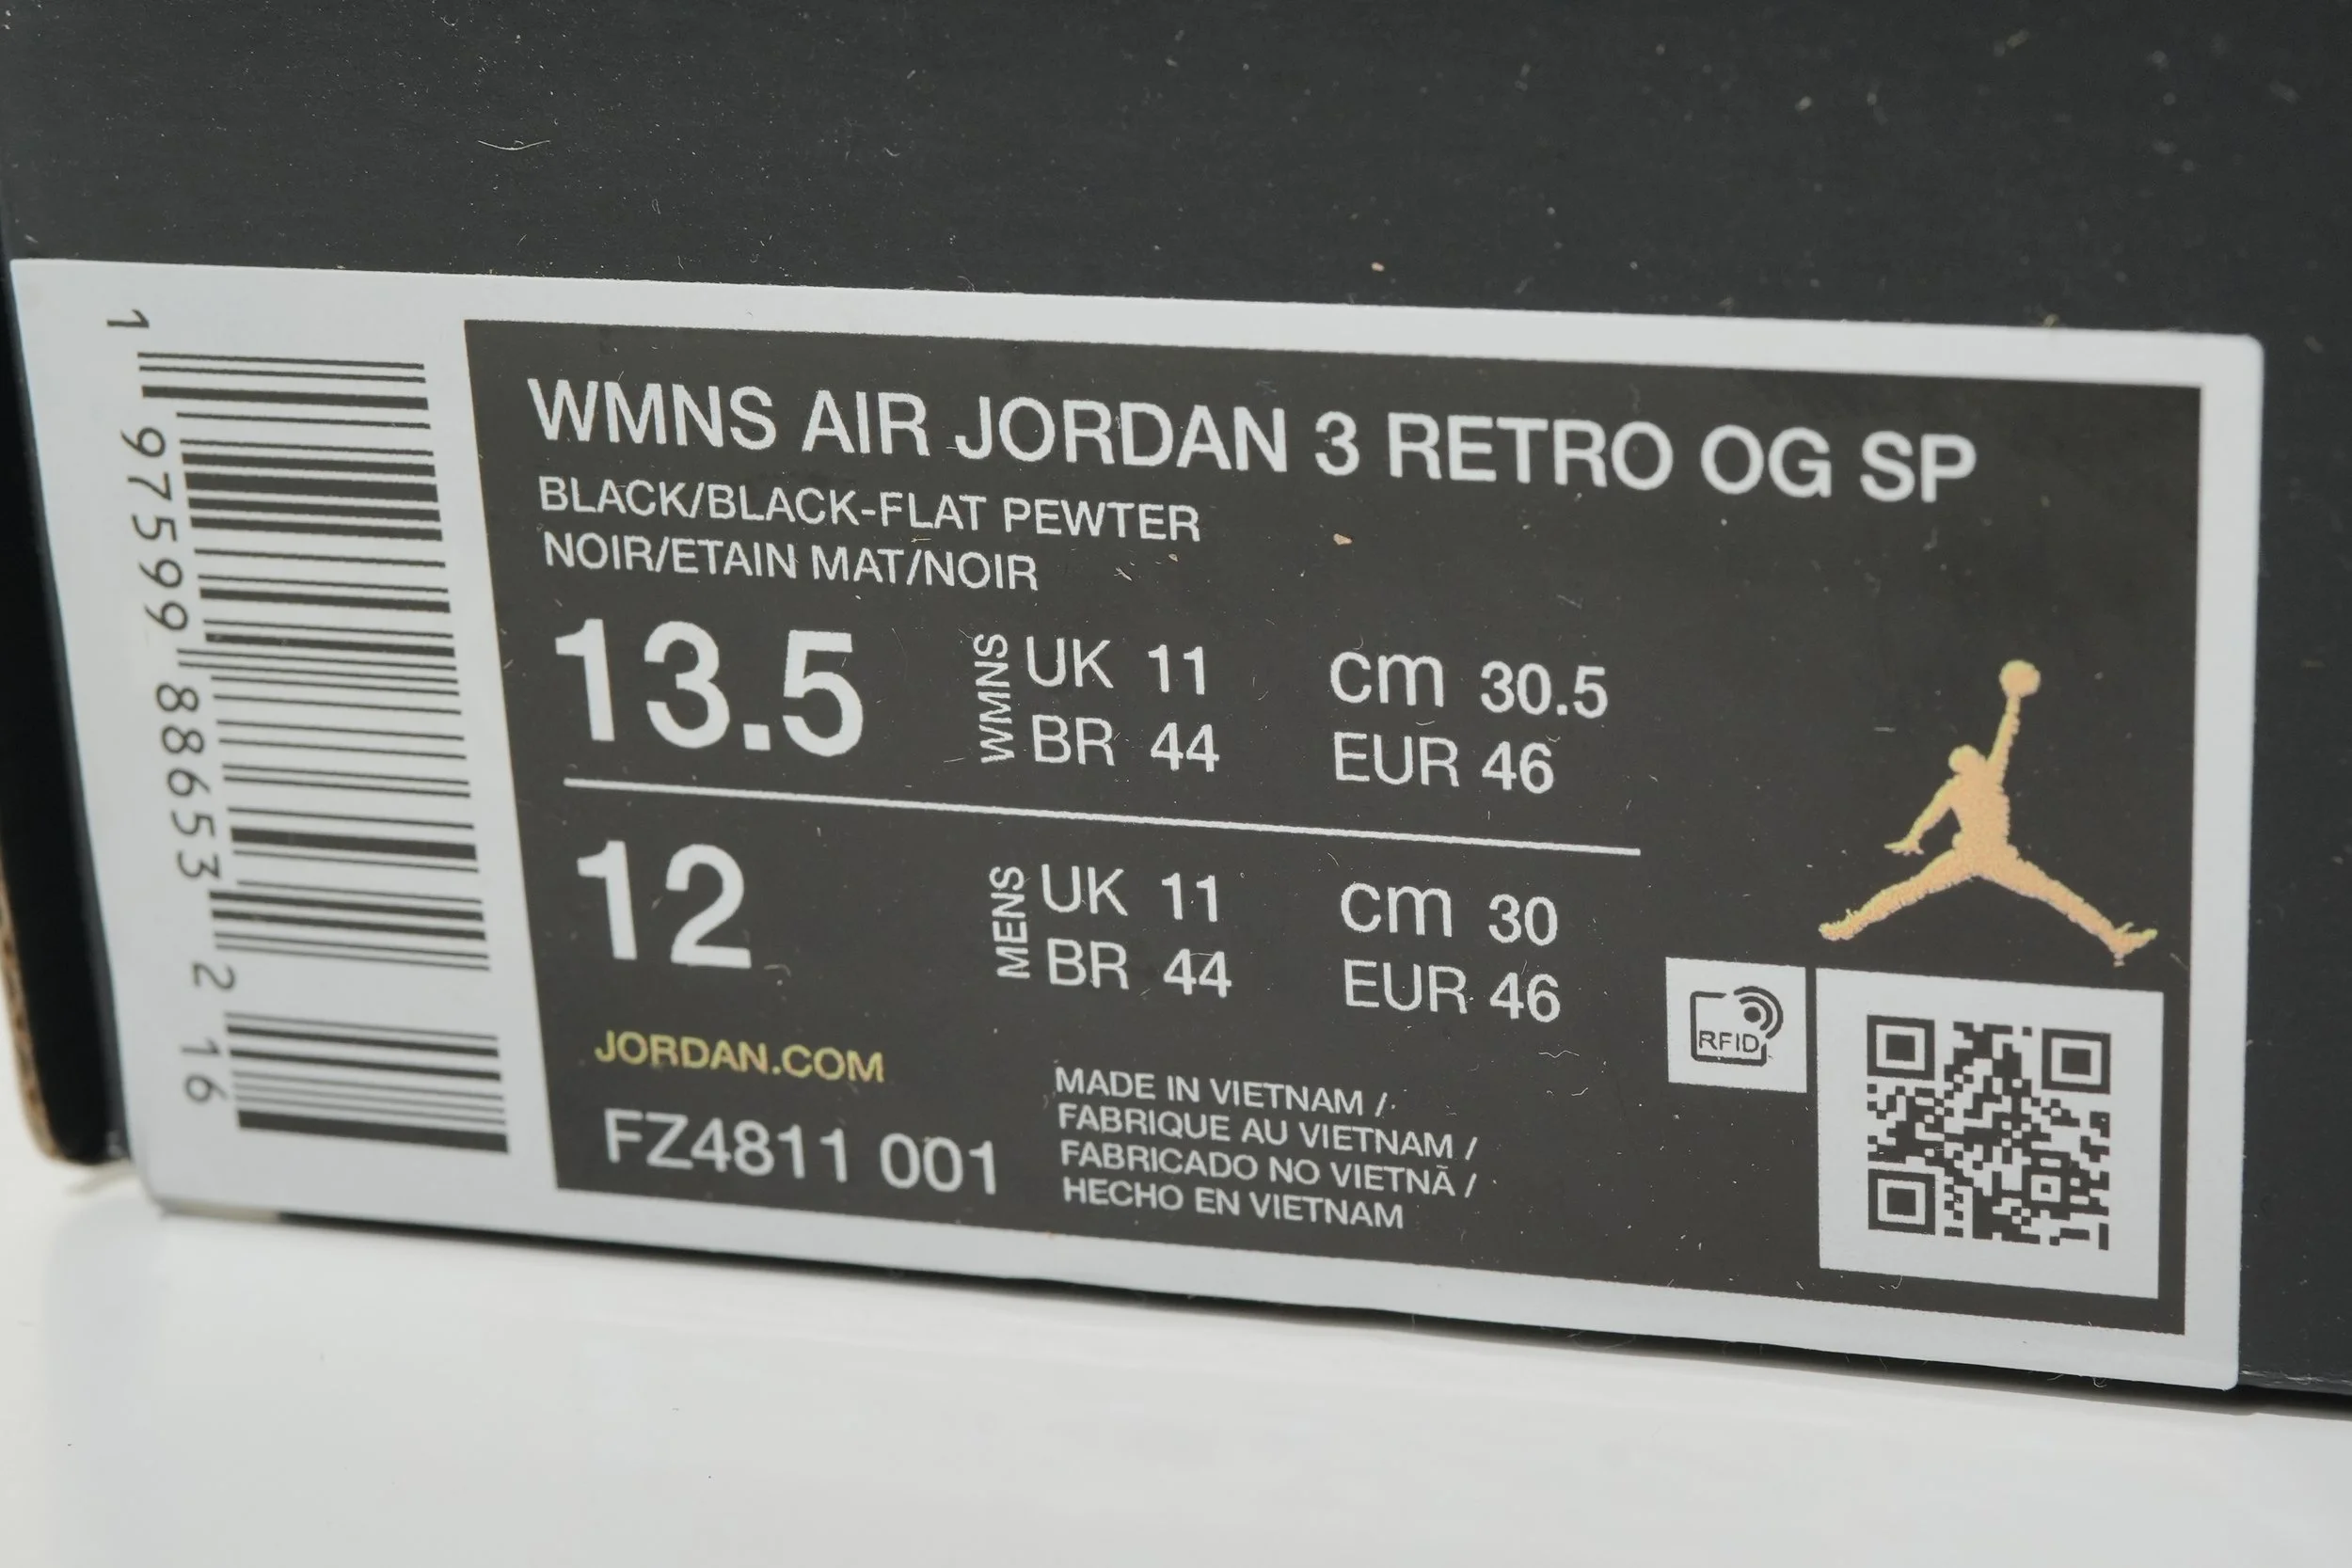 WMNS AIR JORDAN 3 RETRO OG SP
BLACK/BLACK-FLAT PEWTER
NOIR/ETAIN MAT/NOIR
13.5 WMNS UK 11 cm 30.5
BR 44 EUR 46
12 MENS UK 11 cm 30
BR 44 EUR 46
JORDAN.COM
FZ4811 001
MADE IN VIETNAM /
FABRIQUE AU VIETNAM /
FABRICADO NO VIETNÃ /
HECHO EN VIETNAM
RFID
1 97599 88653 2 16